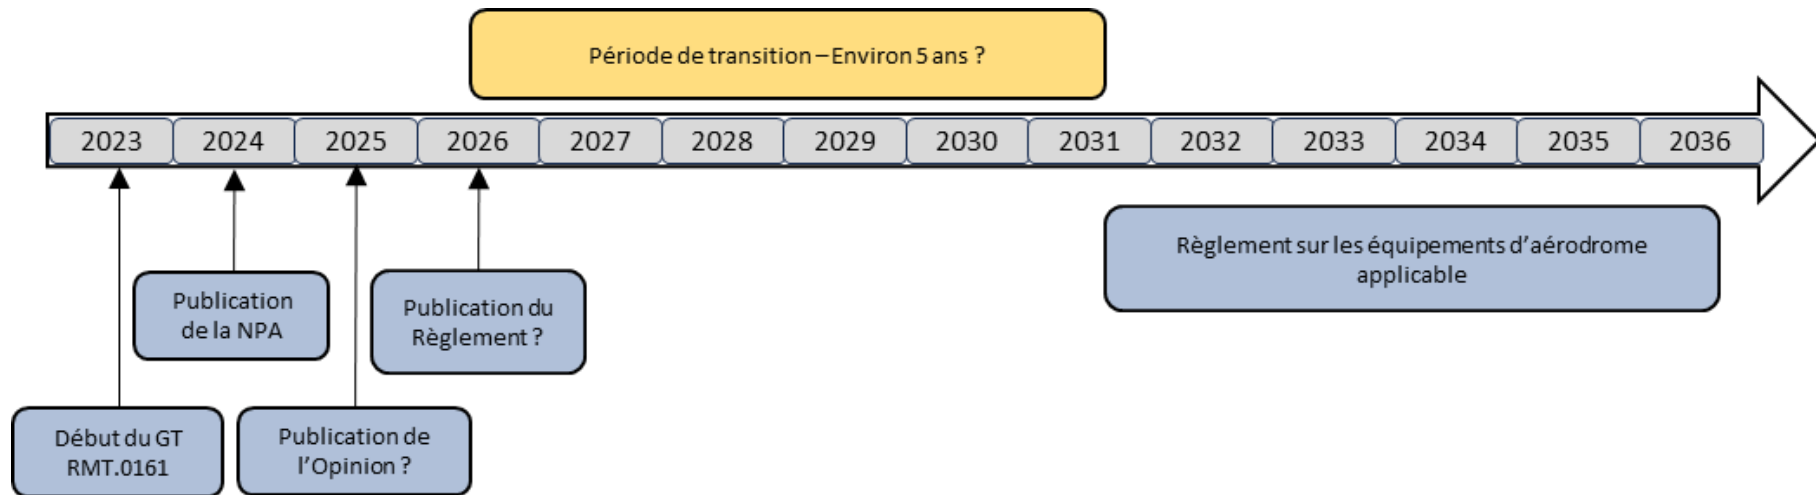 Période de transition – Environ 5 ans ?
2023 2024 2025 2026 2027 2028 2029 2030 2031 2032 2033 2034 2035 2036
Règlement sur les équipements d’aérodrome
applicable
Publication
de la NPA
Publication du
Règlement ?
Début du GT
RMT.0161
Publication de
l’Opinion ?